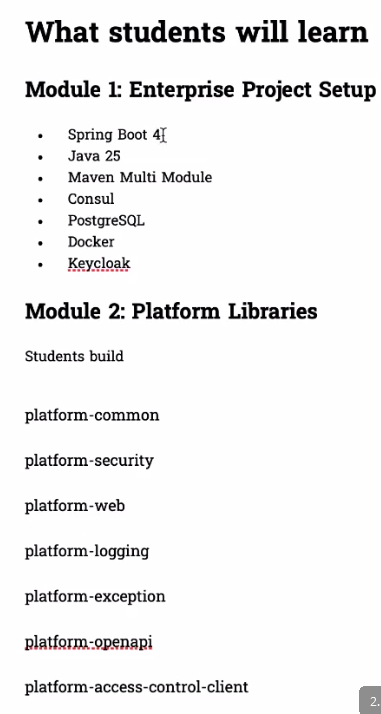 What students will learn
Module 1: Enterprise Project Setup
• Spring Boot 4
• Java 25
• Maven Multi Module
• Consul
• PostgreSQL
• Docker
• Keycloak
Module 2: Platform Libraries
Students build
platform-common
platform-security
platform-web
platform-logging
platform-exception
platform-openapi
platform-access-control-client
2.